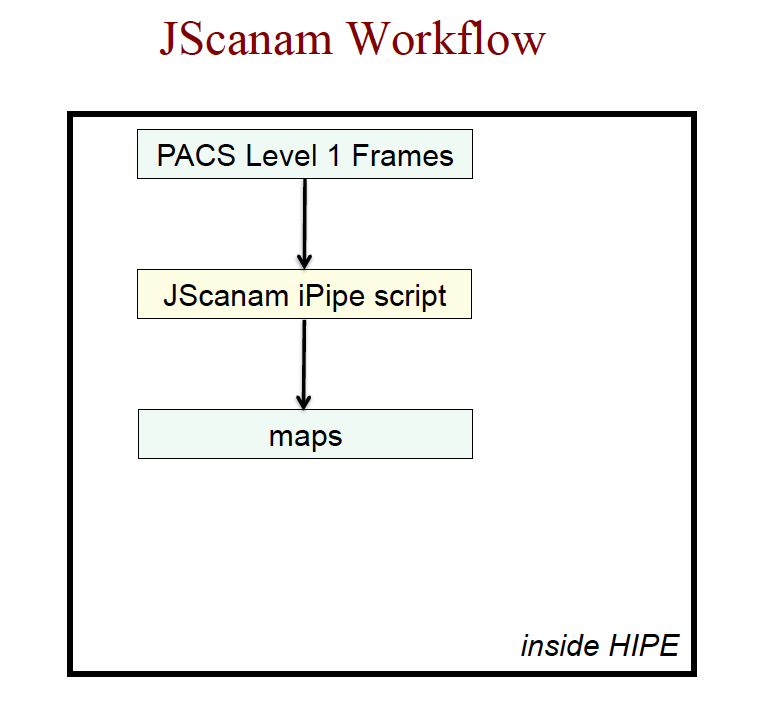 JScanam Workflow
PACS Level 1 Frames
JScanam iPipe script
maps
inside HIPE